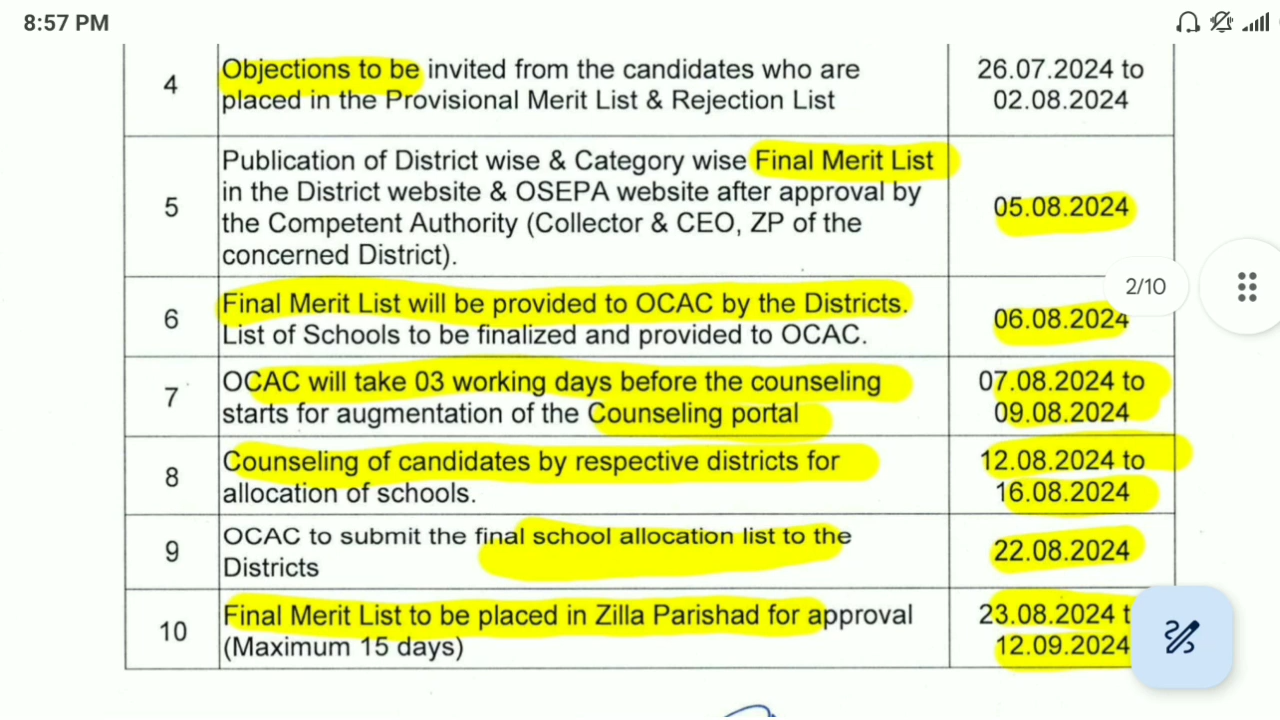 8:57 PM
4
Objections to be invited from the candidates who are
placed in the Provisional Merit List & Rejection List
26.07.2024 to
02.08.2024
5
Publication of District wise & Category wise Final Merit List
in the District website & OSEPA website after approval by
the Competent Authority (Collector & CEO, ZP of the
concerned District).
05.08.2024
2/10
6
Final Merit List will be provided to OCAC by the Districts.
List of Schools to be finalized and provided to OCAC.
06.08.2024
7
OCAC will take 03 working days before the counseling
starts for augmentation of the Counseling portal
07.08.2024 to
09.08.2024
8
Counseling of candidates by respective districts for
allocation of schools.
12.08.2024 to
16.08.2024
9
OCAC to submit the final school allocation list to the
Districts
22.08.2024
10
Final Merit List to be placed in Zilla Parishad for approval
(Maximum 15 days)
23.08.2024 t
12.09.2024